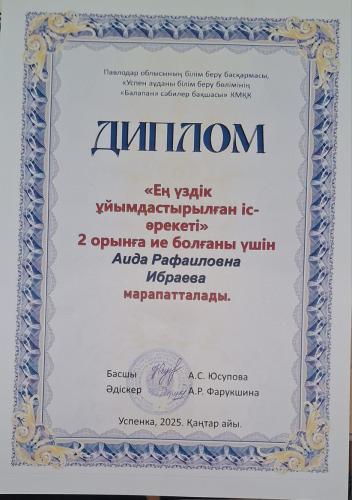 Павлодар облысының білім беру басқармасы,
«Успен ауданы білім беру бөлімінің
«Балапан» сәбилер бақшасы» КМҚК
ДИПЛОМ
«Ең үздік
ұйымдастырылған іс-
әрекеті»
2 орынға ие болғаны үшін
Аида Рафаиловна
Ибраева
марапатталады.
Басшы А.С. Юсупова
Әдіскер А.Р. Фарукшина
Успенка, 2025. Қаңтар айы.